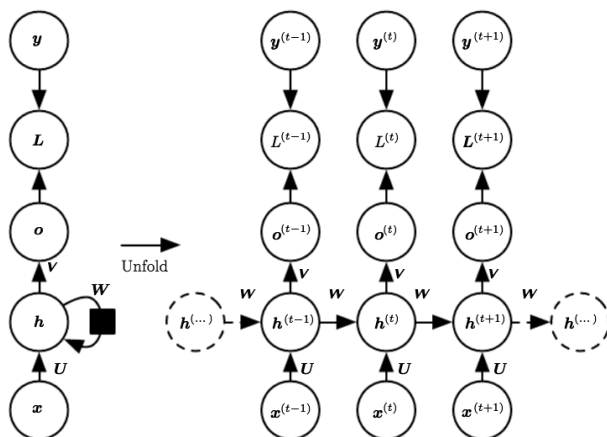 y y^(t-1) y^(t) y^(t+1)
L L^(t-1) L^(t) L^(t+1)
o o^(t-1) o^(t) o^(t+1)
Unfold
V V V V
W W W W W
h h^(...) h^(t-1) h^(t) h^(t+1) h^(...)
U U U U
x x^(t-1) x^(t) x^(t+1)